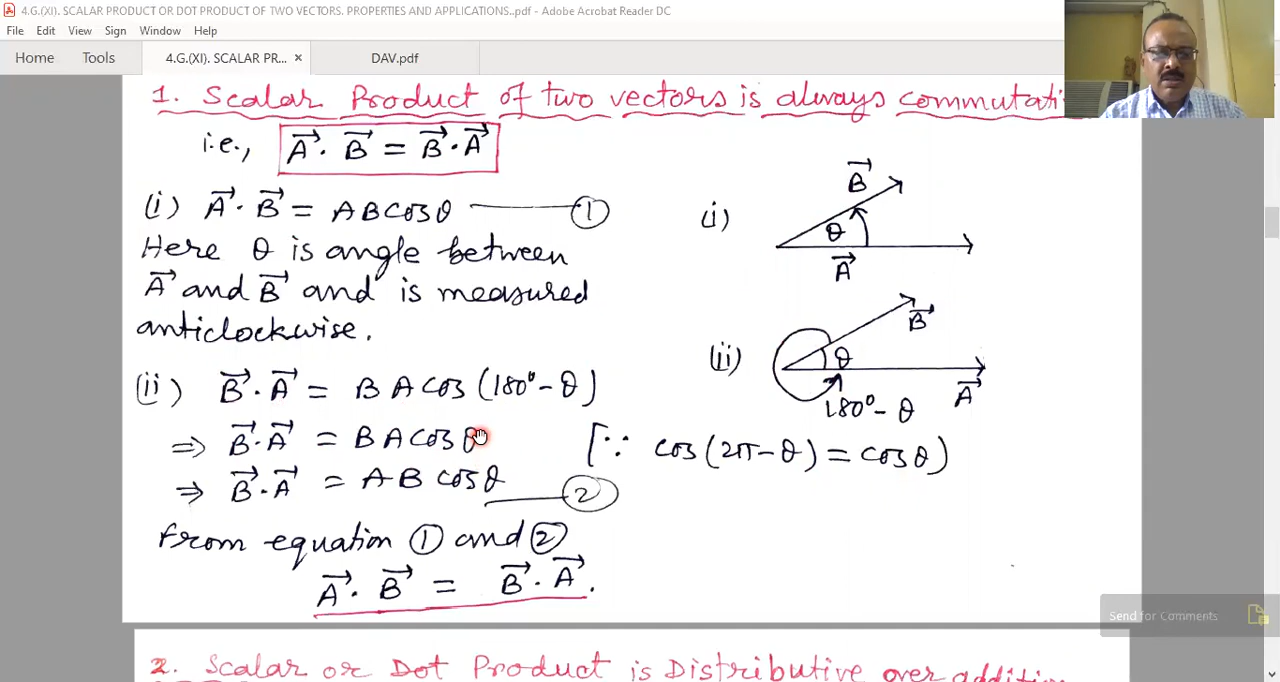 4.G.(XI). SCALAR PRODUCT OR DOT PRODUCT OF TWO VECTORS. PROPERTIES AND APPLICATIONS..pdf - Adobe Acrobat Reader DC
File Edit View Sign Window Help
Home Tools 4.G.(XI). SCALAR PR... × DAV.pdf
1. Scalar Product of two vectors is always commutati
i.e., A⃗ · B⃗ = B⃗ · A⃗
(i) A⃗ · B⃗ = AB cos θ ——— ①
Here θ is angle between
A⃗ and B⃗ and is measured
anticlockwise.
(ii) B⃗ · A⃗ = B A cos (180° - θ)
⇒ B⃗ · A⃗ = B A cos θ [∵ cos (2π - θ) = cos θ)
⇒ B⃗ · A⃗ = A B cos θ ——— ②
From equation ① and ②
A⃗ · B⃗ = B⃗ · A⃗ .
(i)
B⃗
θ
A⃗
(ii)
B⃗
θ
A⃗
180° - θ
Send for Comments
2. Scalar or Dot Product is Distributive over addition